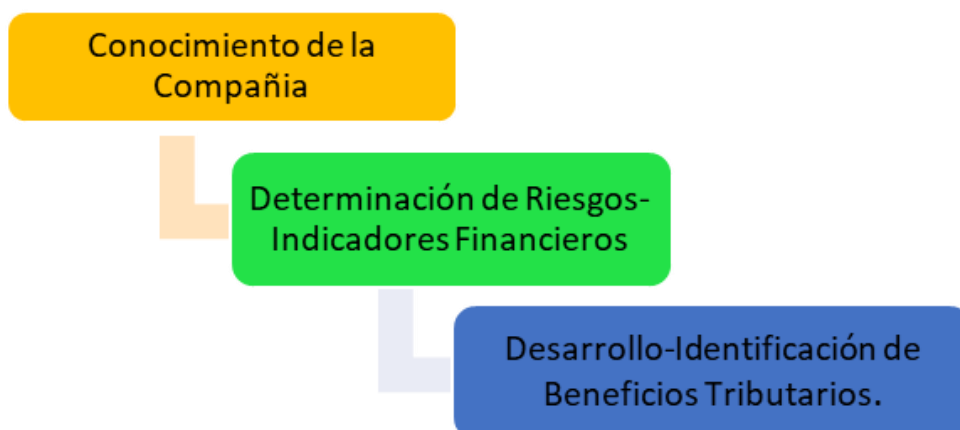 Conocimiento de la
Compañia
Determinación de Riesgos-
Indicadores Financieros
Desarrollo-Identificación de
Beneficios Tributarios.